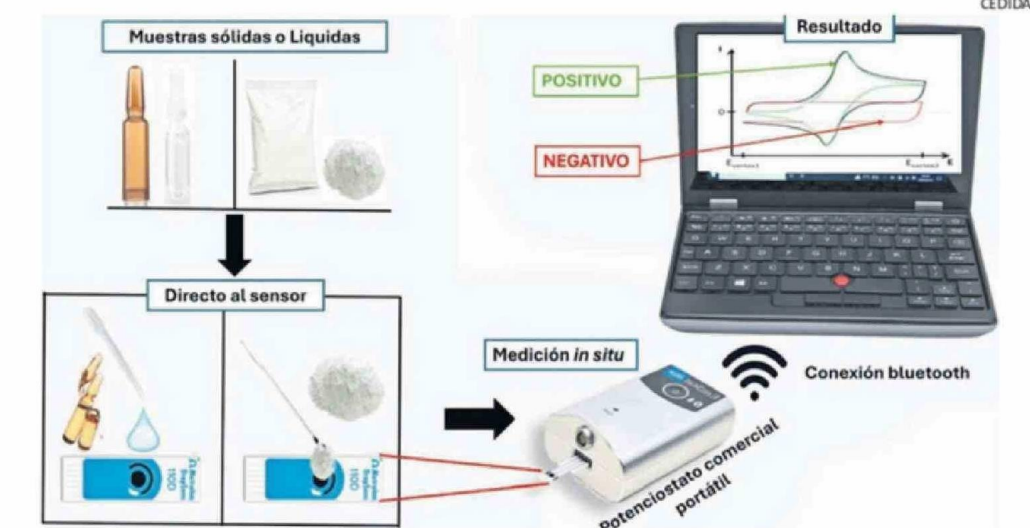 CEDIDA
Muestras sólidas o Liquidas
Resultado
POSITIVO
NEGATIVO
Directo al sensor
Medición in situ
Conexión bluetooth
Potenciostato comercial
portátil